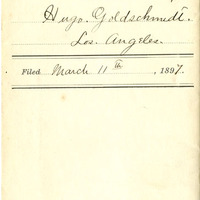 Hugo. Goldschmidt.
Los. Angeles.
Filed March 11th, 1897.